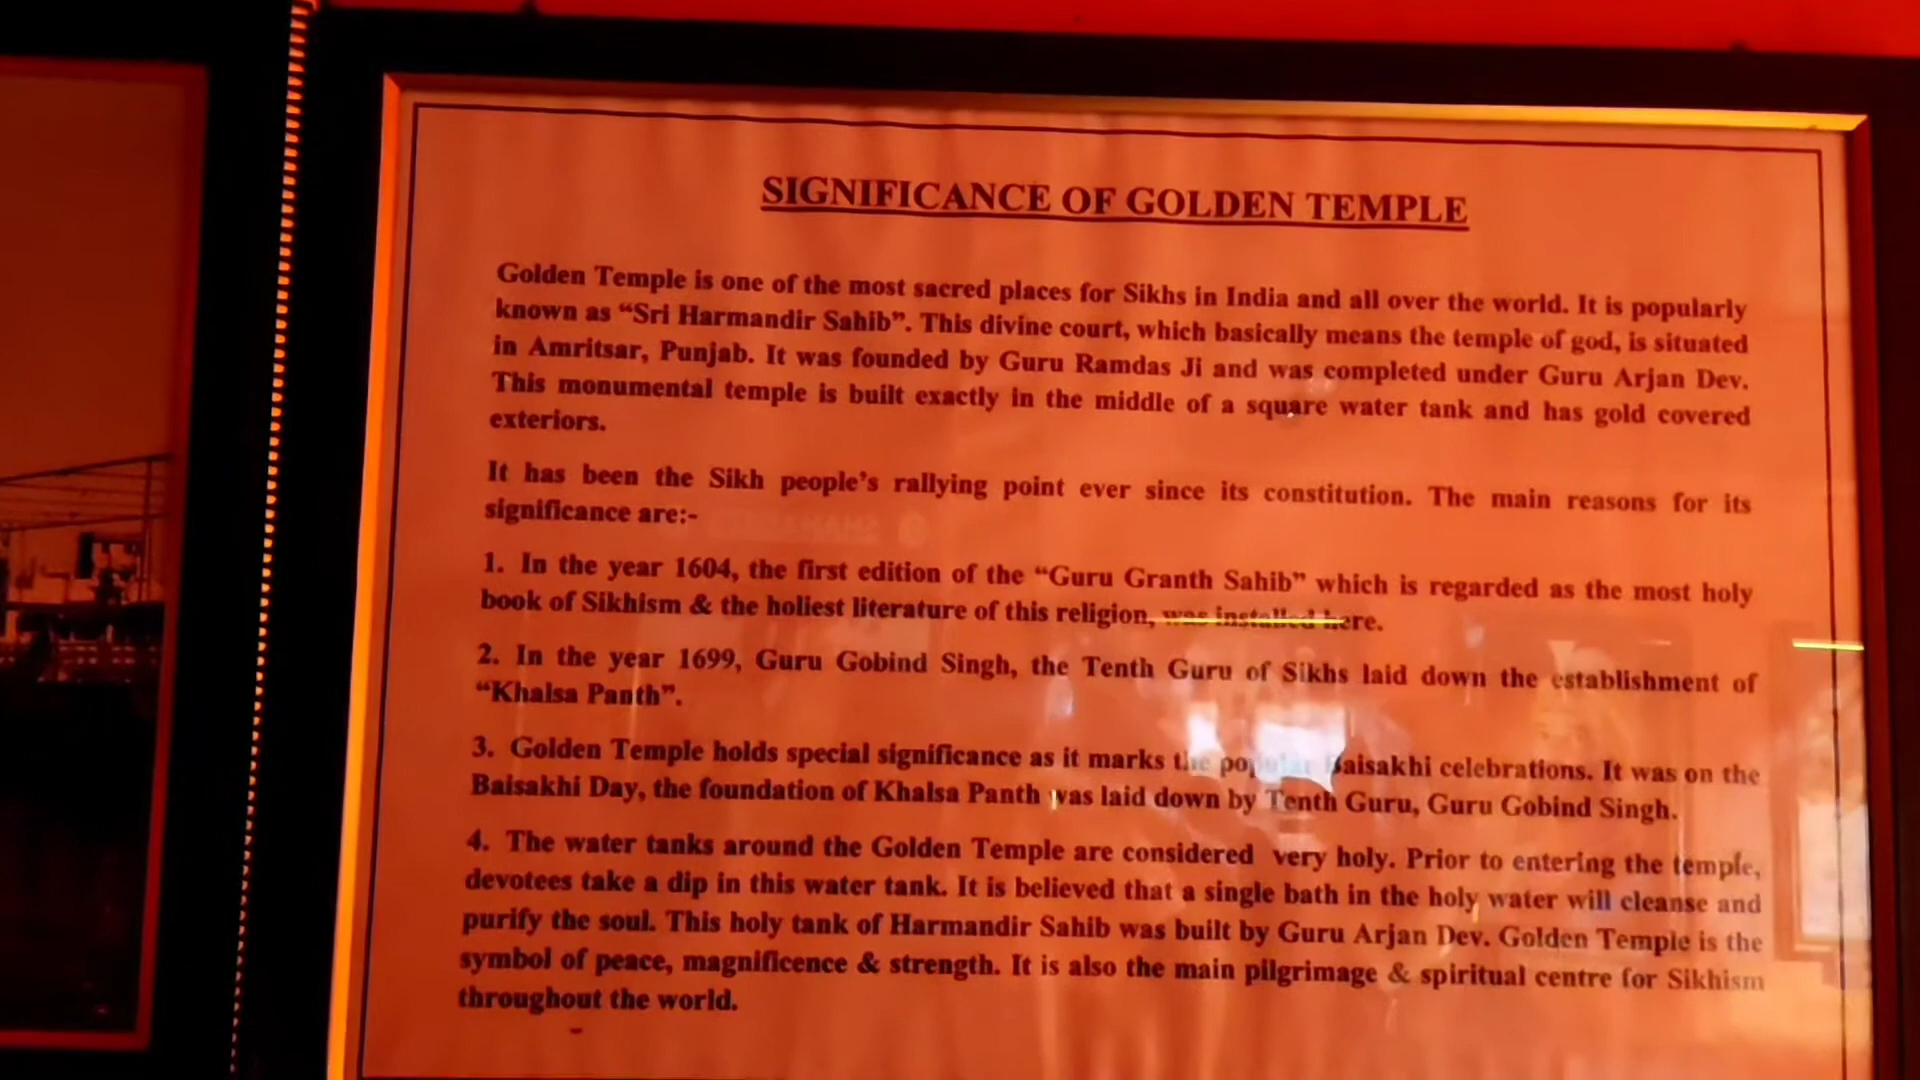 SIGNIFICANCE OF GOLDEN TEMPLE
Golden Temple is one of the most sacred places for Sikhs in India and all over the world. It is popularly
known as “Sri Harmandir Sahib”. This divine court, which basically means the temple of god, is situated
in Amritsar, Punjab. It was founded by Guru Ramdas Ji and was completed under Guru Arjan Dev.
This monumental temple is built exactly in the middle of a square water tank and has gold covered
exteriors.
It has been the Sikh people’s rallying point ever since its constitution. The main reasons for its
significance are:-
1. In the year 1604, the first edition of the “Guru Granth Sahib” which is regarded as the most holy
book of Sikhism & the holiest literature of this religion, was installed here.
2. In the year 1699, Guru Gobind Singh, the Tenth Guru of Sikhs laid down the establishment of
“Khalsa Panth”.
3. Golden Temple holds special significance as it marks the popular Baisakhi celebrations. It was on the
Baisakhi Day, the foundation of Khalsa Panth was laid down by Tenth Guru, Guru Gobind Singh.
4. The water tanks around the Golden Temple are considered very holy. Prior to entering the temple,
devotees take a dip in this water tank. It is believed that a single bath in the holy water will cleanse and
purify the soul. This holy tank of Harmandir Sahib was built by Guru Arjan Dev. Golden Temple is the
symbol of peace, magnificence & strength. It is also the main pilgrimage & spiritual centre for Sikhism
throughout the world.